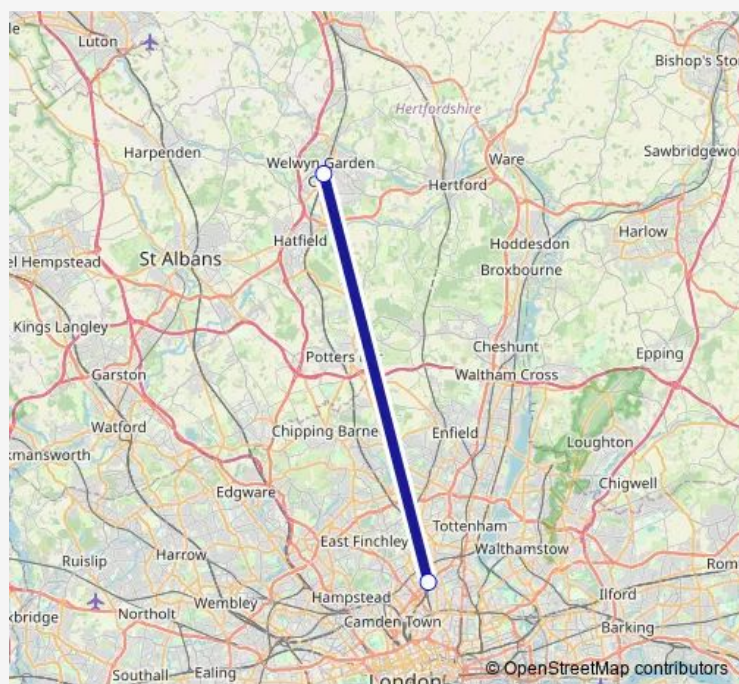 Luton
Bishop's Sto
Hertfordshire
Harpenden
Welwyn Garden
C
Ware
Sawbridgewo
Hertford
Hatfield
Harlow
St Albans
Hoddesdon
el Hempstead
Broxbourne
Kings Langley
Potters
Cheshunt
Epping
Garston
Waltham Cross
Watford
Chipping Barne
Enfield
Loughton
kmansworth
Chigwell
Edgware
Tottenham
East Finchley
Walthamstow
Ruislip
Harrow
Rom
Hampstead
Ilford
Wembley
xbridge
Northolt
Camden Town
Barking
Southall
Ealing
London
© OpenStreetMap contributors